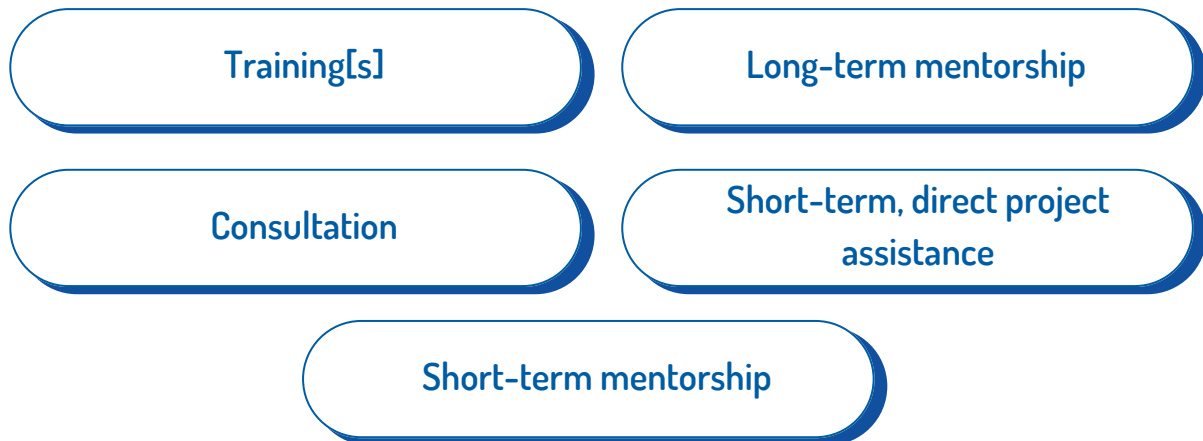 Training[s]
Long-term mentorship
Consultation
Short-term, direct project
assistance
Short-term mentorship